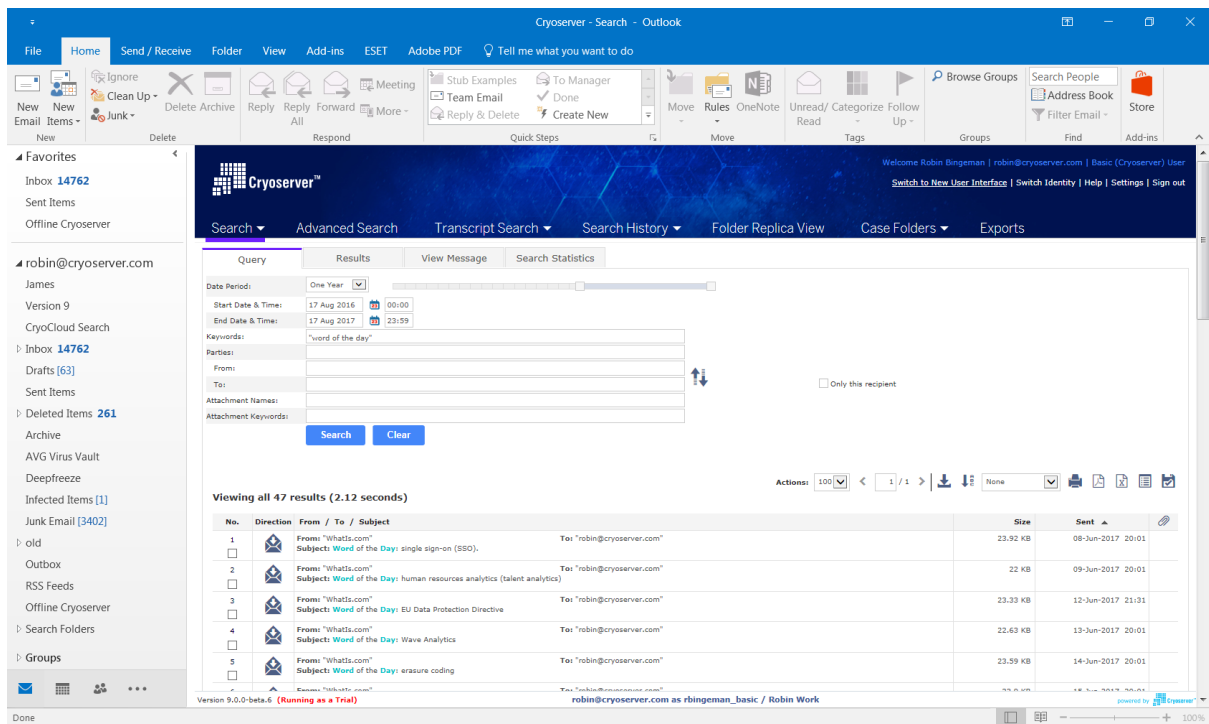 Cryoserver - Search - Outlook
File Home Send / Receive Folder View Add-ins ESET Adobe PDF Tell me what you want to do
New Email
New Items
Ignore
Clean Up
Junk
Delete
Archive
Reply
Reply All
Forward
Meeting
More
Stub Examples
Team Email
Reply & Delete
To Manager
Done
Create New
Move
Rules
OneNote
Unread/ Read
Categorize
Follow Up
Browse Groups
Search People
Address Book
Filter Email
Store
New Delete Respond Quick Steps Move Tags Groups Find Add-ins
Favorites
Inbox 14762
Sent Items
Offline Cryoserver
robin@cryoserver.com
James
Version 9
CryoCloud Search
Inbox 14762
Drafts [63]
Sent Items
Deleted Items 261
Archive
AVG Virus Vault
Deepfreeze
Infected Items [1]
Junk Email [3402]
old
Outbox
RSS Feeds
Offline Cryoserver
Search Folders
Groups
Cryoserver™
Welcome Robin Bingeman | robin@cryoserver.com | Basic (Cryoserver) User
Switch to New User Interface | Switch Identity | Help | Settings | Sign out
Search Advanced Search Transcript Search Search History Folder Replica View Case Folders Exports
Query Results View Message Search Statistics
Date Period: One Year
Start Date & Time: 17 Aug 2016 00:00
End Date & Time: 17 Aug 2017 23:59
Keywords: "word of the day"
Parties:
From:
To: Only this recipient
Attachment Names:
Attachment Keywords:
Search Clear
Actions: 100 1 / 1 None
Viewing all 47 results (2.12 seconds)
No. Direction From / To / Subject Size Sent
1 From: "WhatIs.com" To: "robin@cryoserver.com" 23.92 KB 08-Jun-2017 20:01
Subject: Word of the Day: single sign-on (SSO).
2 From: "WhatIs.com" To: "robin@cryoserver.com" 22 KB 09-Jun-2017 20:01
Subject: Word of the Day: human resources analytics (talent analytics)
3 From: "WhatIs.com" To: "robin@cryoserver.com" 23.33 KB 12-Jun-2017 21:31
Subject: Word of the Day: EU Data Protection Directive
4 From: "WhatIs.com" To: "robin@cryoserver.com" 22.63 KB 13-Jun-2017 20:01
Subject: Word of the Day: Wave Analytics
5 From: "WhatIs.com" To: "robin@cryoserver.com" 23.59 KB 14-Jun-2017 20:01
Subject: Word of the Day: erasure coding
Version 9.0.0-beta.6 (Running as a Trial) robin@cryoserver.com as rbingeman_basic / Robin Work powered by Cryoserver
Done 100%